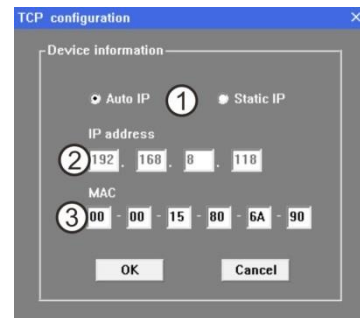 TCP configuration ×
Device information
Auto IP 1 Static IP
IP address
2 192 . 168 . 8 . 118
MAC
3 00 - 00 - 15 - 80 - 6A - 90
OK Cancel